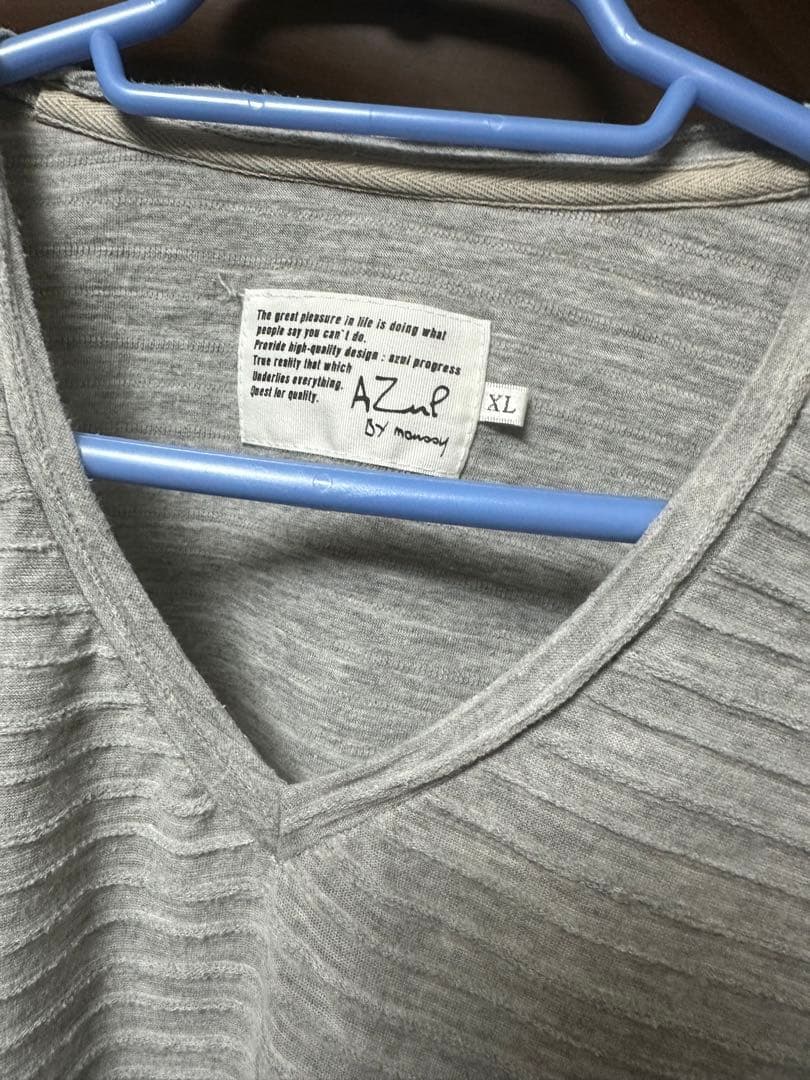 The great pleasure in life is doing what
people say you can't do.
Provide high-quality design : azul progress
True reality that which
Underlies everything.
Quest for quality.
AZUL
BY moussy
XL